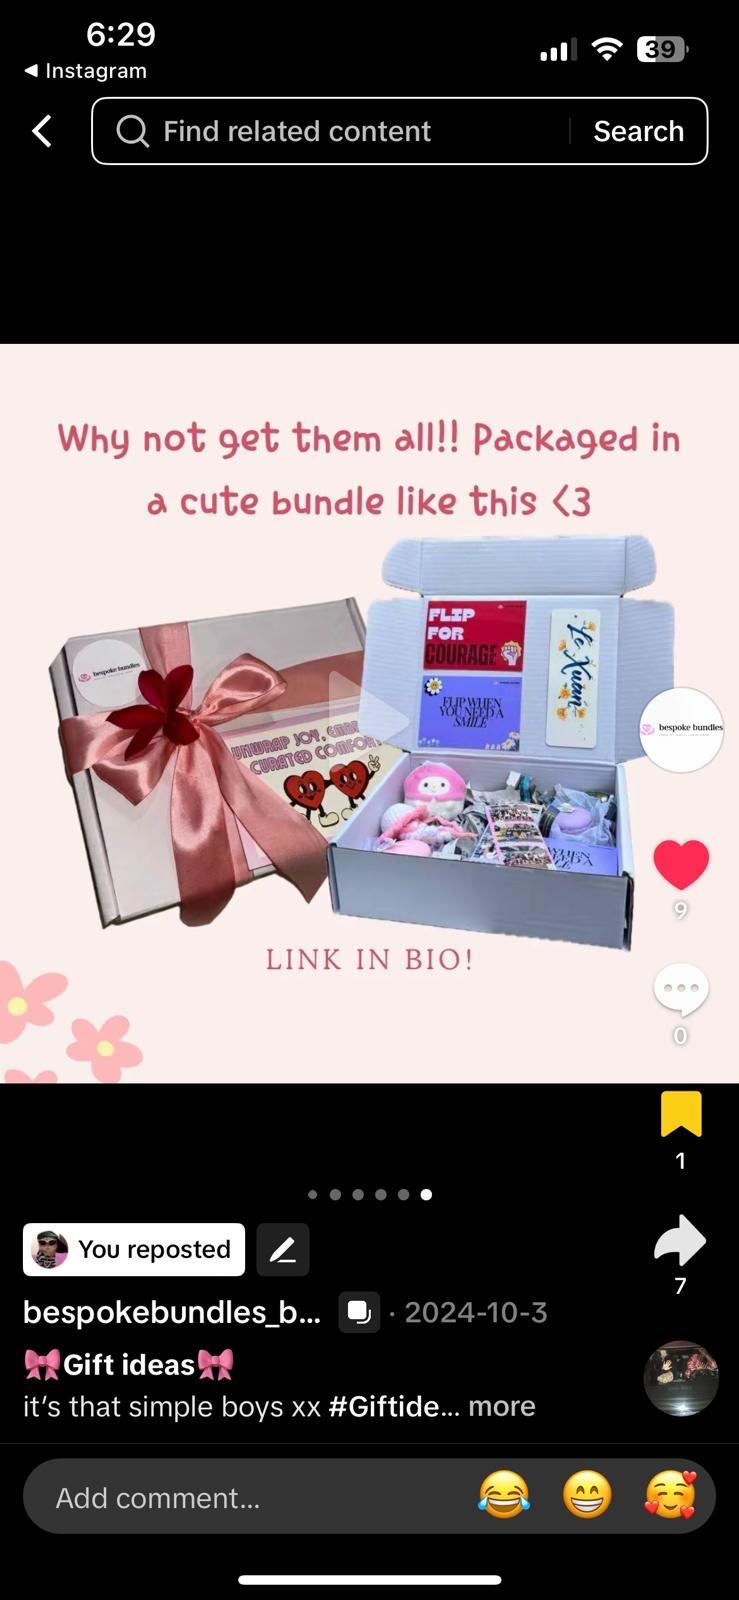 6:29
39
◀ Instagram
Find related content
Search
Why not get them all!! Packaged in
a cute bundle like this <3
bespoke bundles
UNWRAP JOY,
CURATED COMFORT
FLIP
FOR
COURAGE
FLIP WHEN
YOU NEED A
SMILE
Le Xuan
bespoke bundles
9
LINK IN BIO!
0
1
You reposted
7
bespokebundles_b... · 2024-10-3
🎀Gift ideas🎀
it's that simple boys xx #Giftide... more
Add comment...